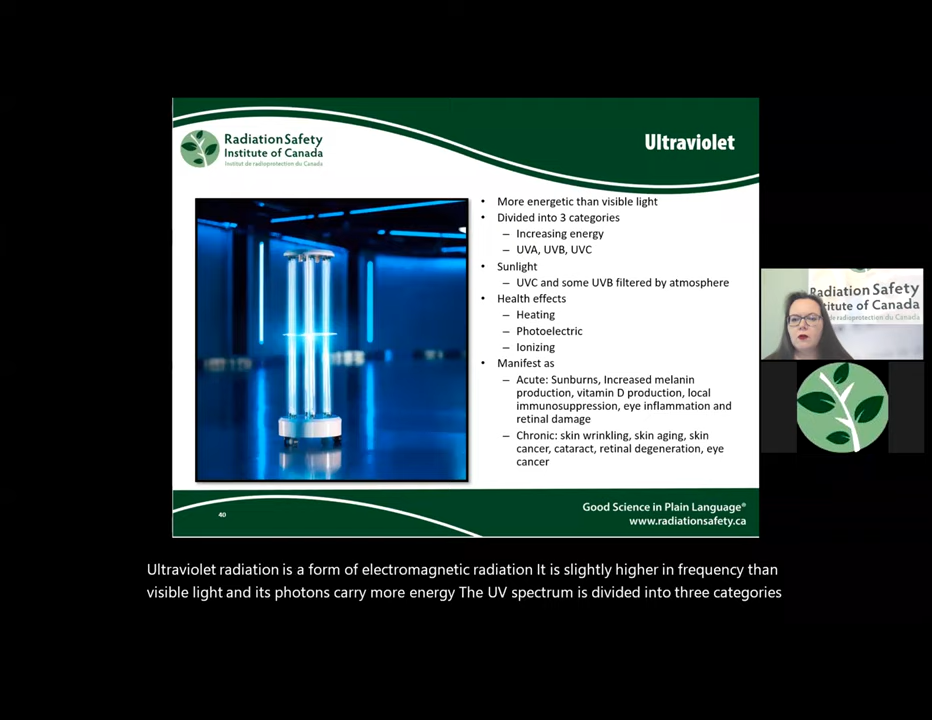 Radiation Safety
Institute of Canada
Institut de radioprotection du Canada
Ultraviolet
• More energetic than visible light
• Divided into 3 categories
– Increasing energy
– UVA, UVB, UVC
• Sunlight
– UVC and some UVB filtered by atmosphere
• Health effects
– Heating
– Photoelectric
– Ionizing
• Manifest as
– Acute: Sunburns, Increased melanin
production, vitamin D production, local
immunosuppression, eye inflammation and
retinal damage
– Chronic: skin wrinkling, skin aging, skin
cancer, cataract, retinal degeneration, eye
cancer
Radiation Safety
titute of Canada
de radioprotection du Canada
40
Good Science in Plain Language®
www.radiationsafety.ca
Ultraviolet radiation is a form of electromagnetic radiation It is slightly higher in frequency than
visible light and its photons carry more energy The UV spectrum is divided into three categories